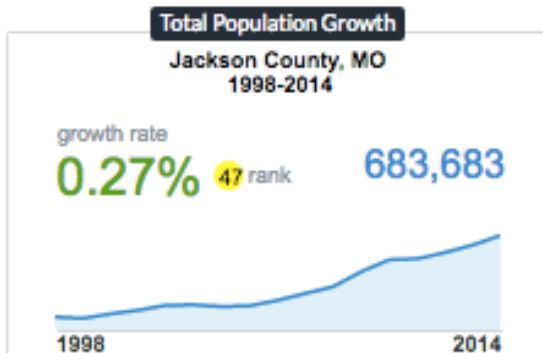 Total Population Growth
Jackson County, MO
1998-2014
growth rate
0.27% 47 rank
683,683
1998 2014